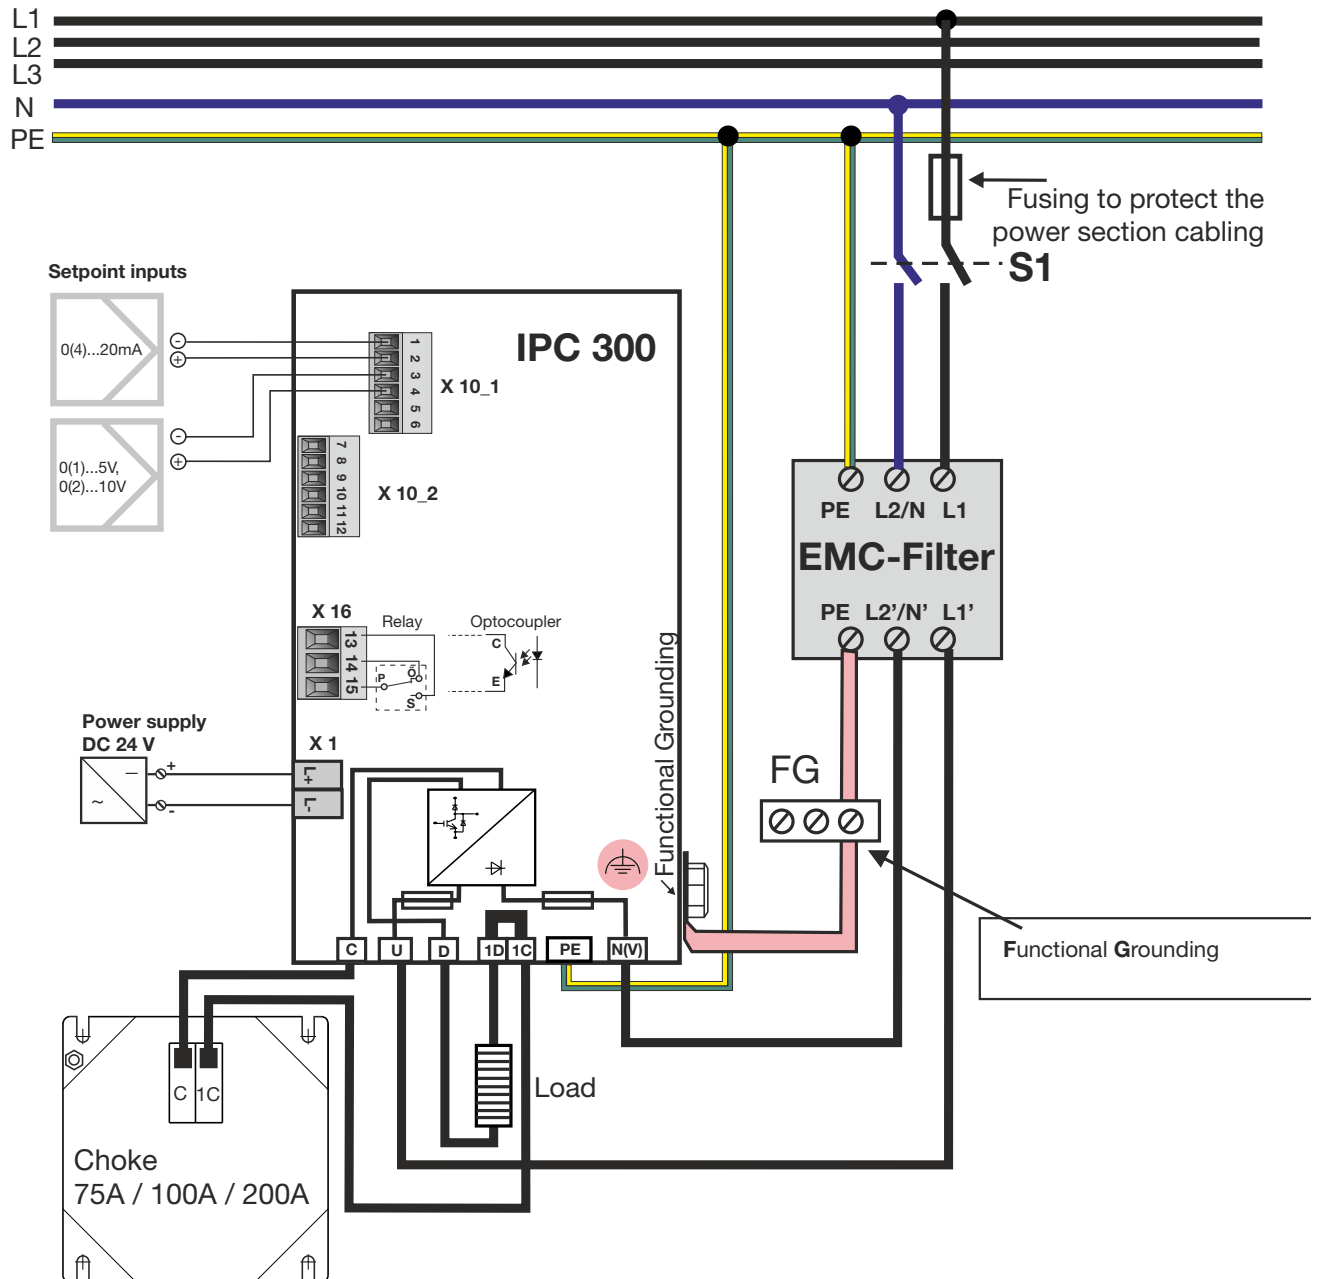 L1
L2
L3
N
PE
Fusing to protect the
power section cabling
S1
Setpoint inputs
0(4)...20mA
-
+
0(1)...5V,
0(2)...10V
-
+
IPC 300
1
2
3
4
5
6
X 10_1
7
8
9
10
11
12
X 10_2
X 16
13
14
15
Relay
P
Ö
S
Optocoupler
C
E
Functional Grounding
Power supply
DC 24 V
+
-
~
X 1
L+
L-
PE L2/N L1
EMC-Filter
PE L2’/N’ L1’
FG
Functional Grounding
C
U
D
1D
1C
PE
N(V)
Load
C
1C
Choke
75A / 100A / 200A